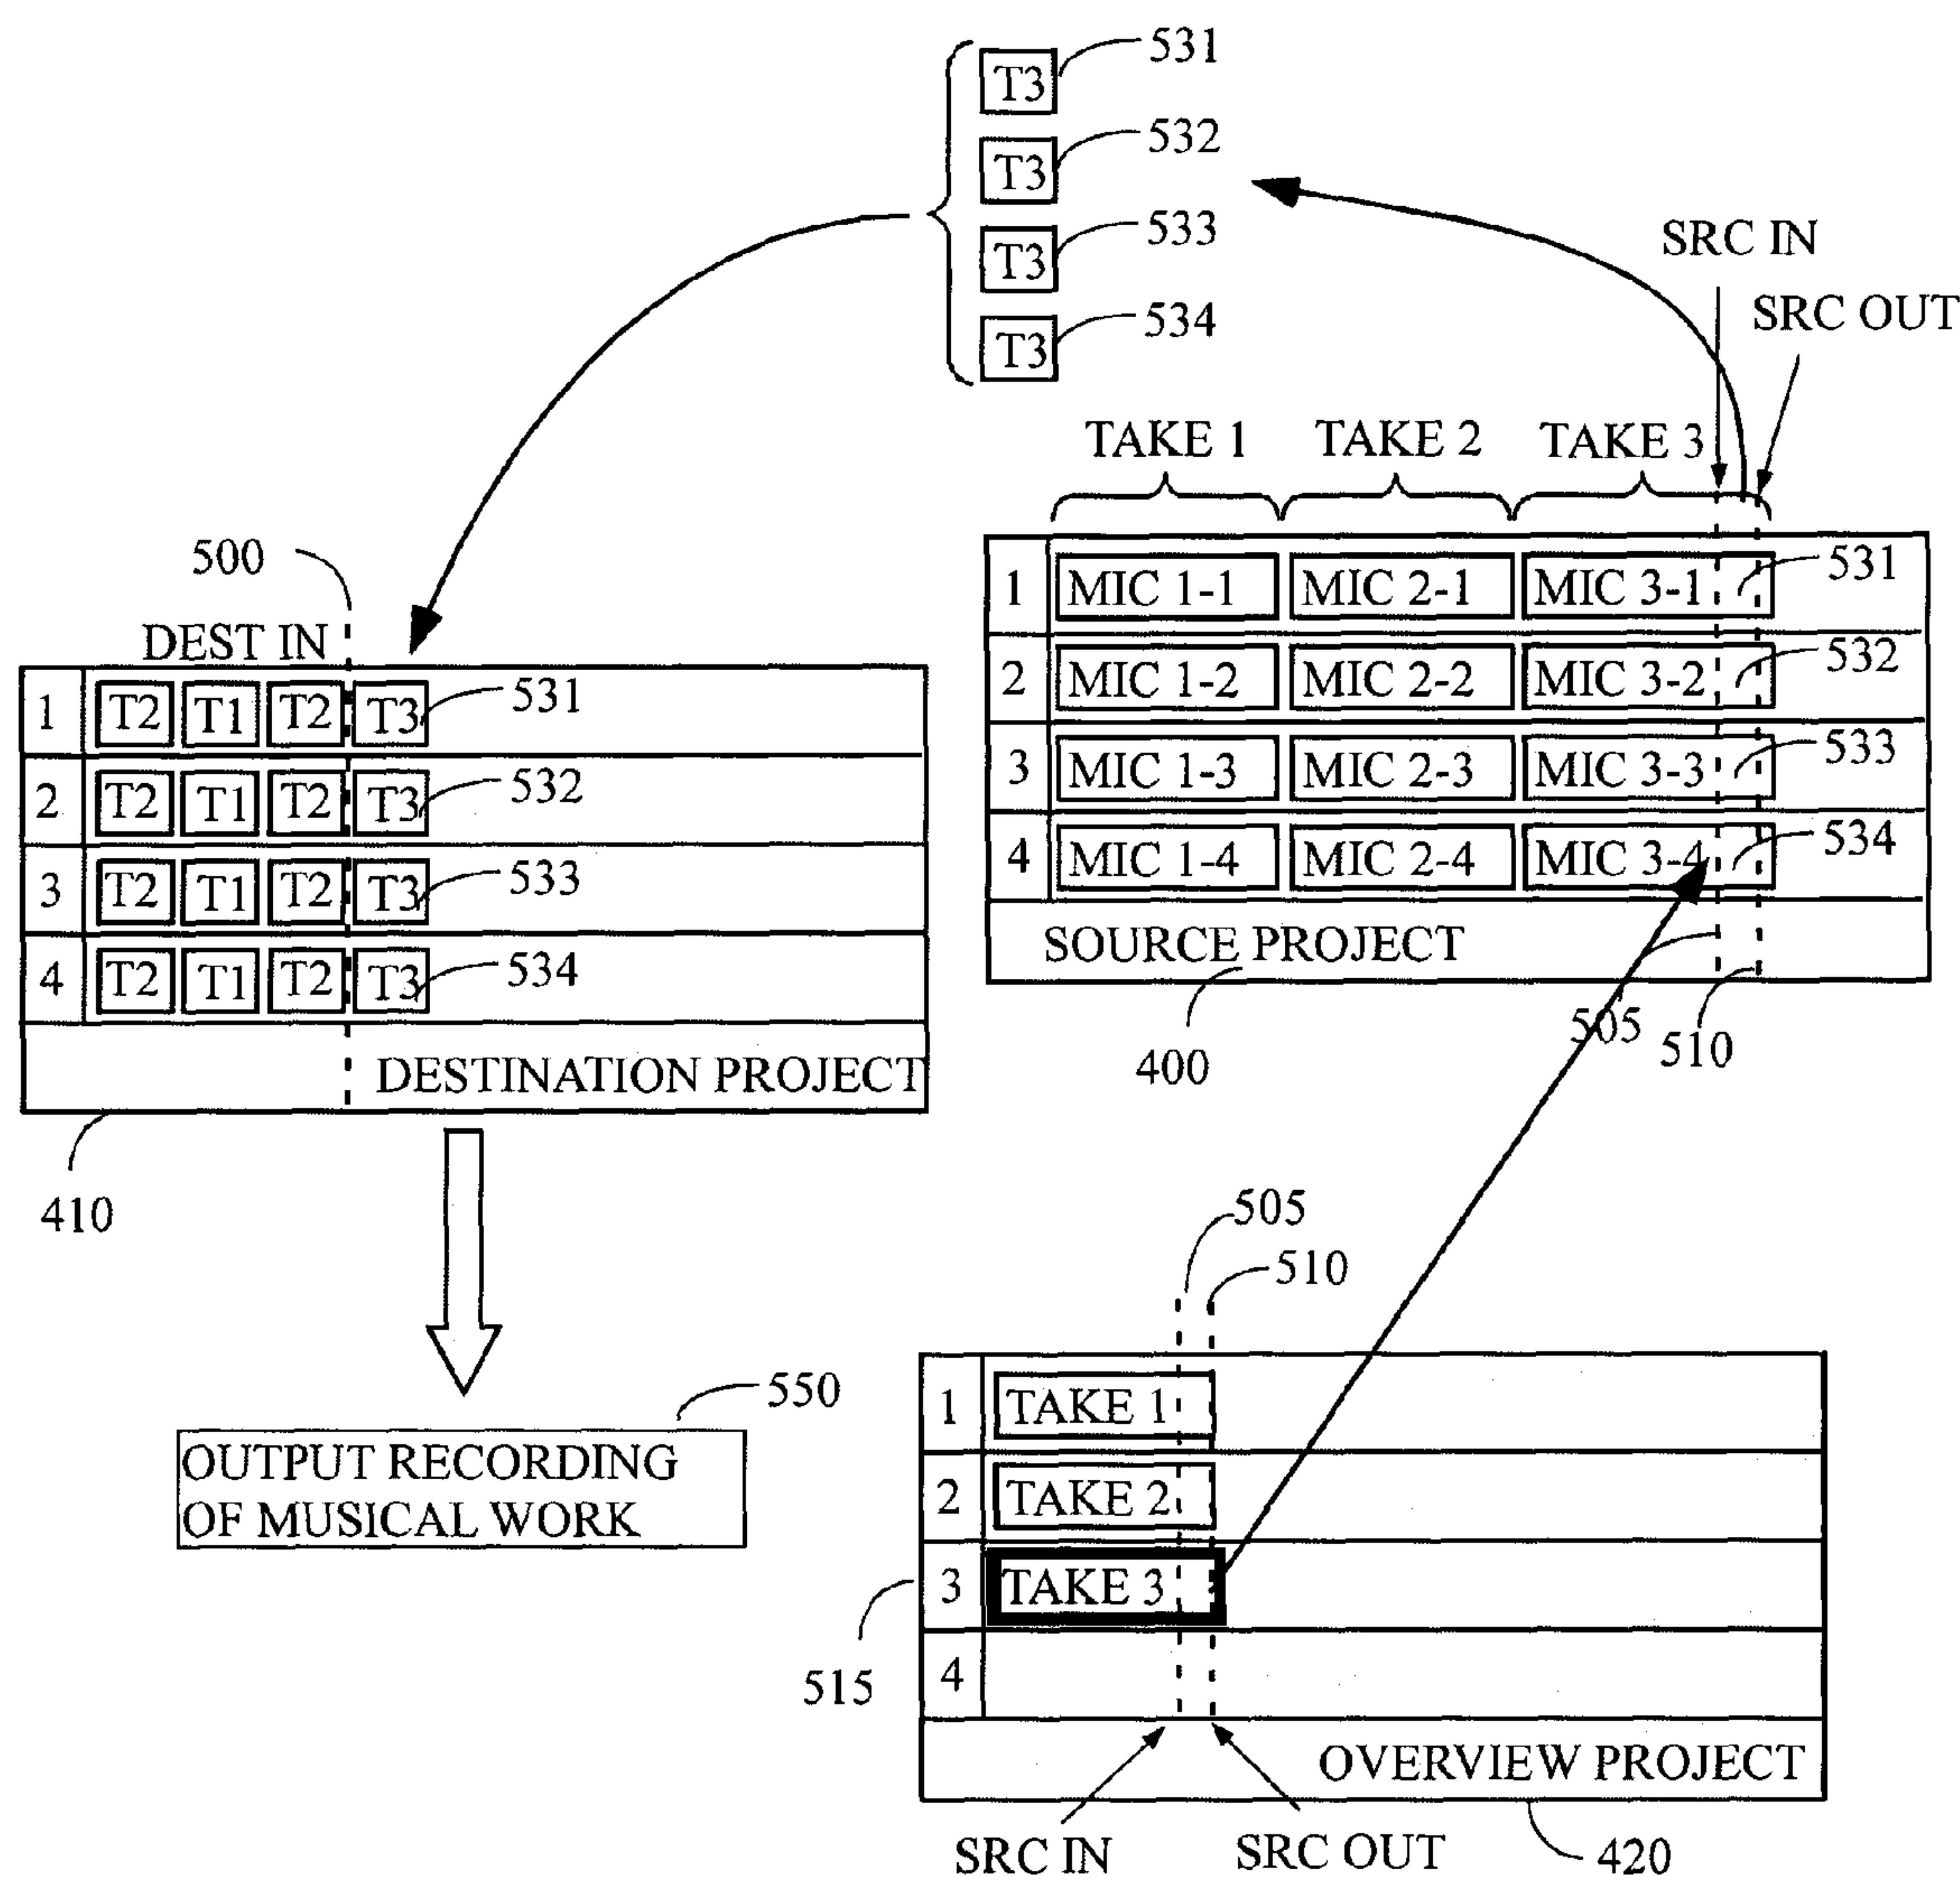 T3 531
T3 532
T3 533
T3 534
SRC IN
SRC OUT
TAKE 1 TAKE 2 TAKE 3
1 MIC 1-1 MIC 2-1 MIC 3-1 531
2 MIC 1-2 MIC 2-2 MIC 3-2 532
3 MIC 1-3 MIC 2-3 MIC 3-3 533
4 MIC 1-4 MIC 2-4 MIC 3-4 534
SOURCE PROJECT
400
505 510
500
DEST IN
1 T2 T1 T2 T3 531
2 T2 T1 T2 T3 532
3 T2 T1 T2 T3 533
4 T2 T1 T2 T3 534
DESTINATION PROJECT
410
550
OUTPUT RECORDING
OF MUSICAL WORK
505
510
1 TAKE 1
2 TAKE 2
3 TAKE 3
515
4
OVERVIEW PROJECT
SRC IN SRC OUT
420